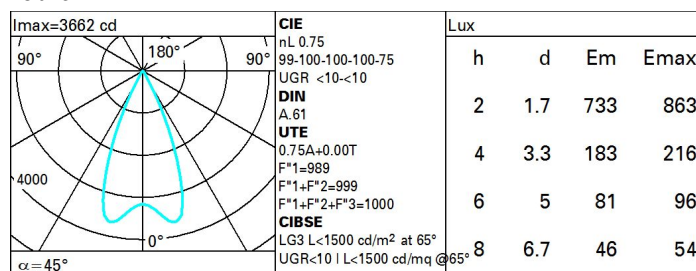 Imax=3662 cd
90°
180°
90°
4000
0°
α=45°
CIE
nL 0.75
99-100-100-100-75
UGR <10-<10
DIN
A.61
UTE
0.75A+0.00T
F"1=989
F"1+F"2=999
F"1+F"2+F"3=1000
CIBSE
LG3 L<1500 cd/m² at 65°
UGR<10 | L<1500 cd/mq @65°
Lux
h d Em Emax
2 1.7 733 863
4 3.3 183 216
6 5 81 96
8 6.7 46 54